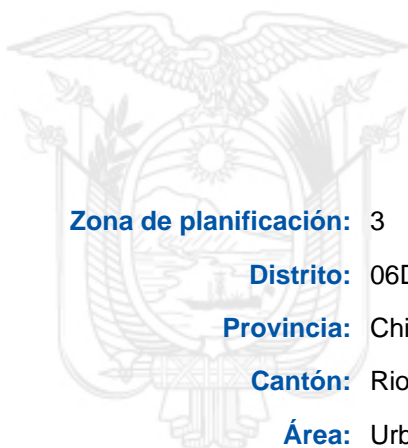 Zona de planificación: 3
Distrito: 06D
Provincia: Chi
Cantón: Rio
Área: Urb